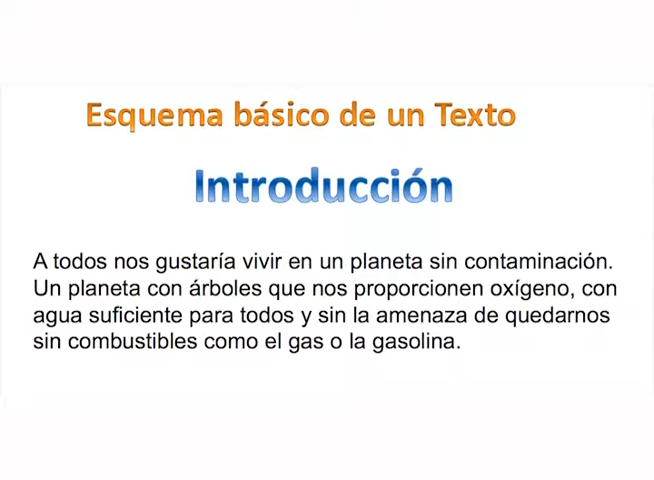 Esquema básico de un Texto
Introducción
A todos nos gustaría vivir en un planeta sin contaminación.
Un planeta con árboles que nos proporcionen oxígeno, con
agua suficiente para todos y sin la amenaza de quedarnos
sin combustibles como el gas o la gasolina.